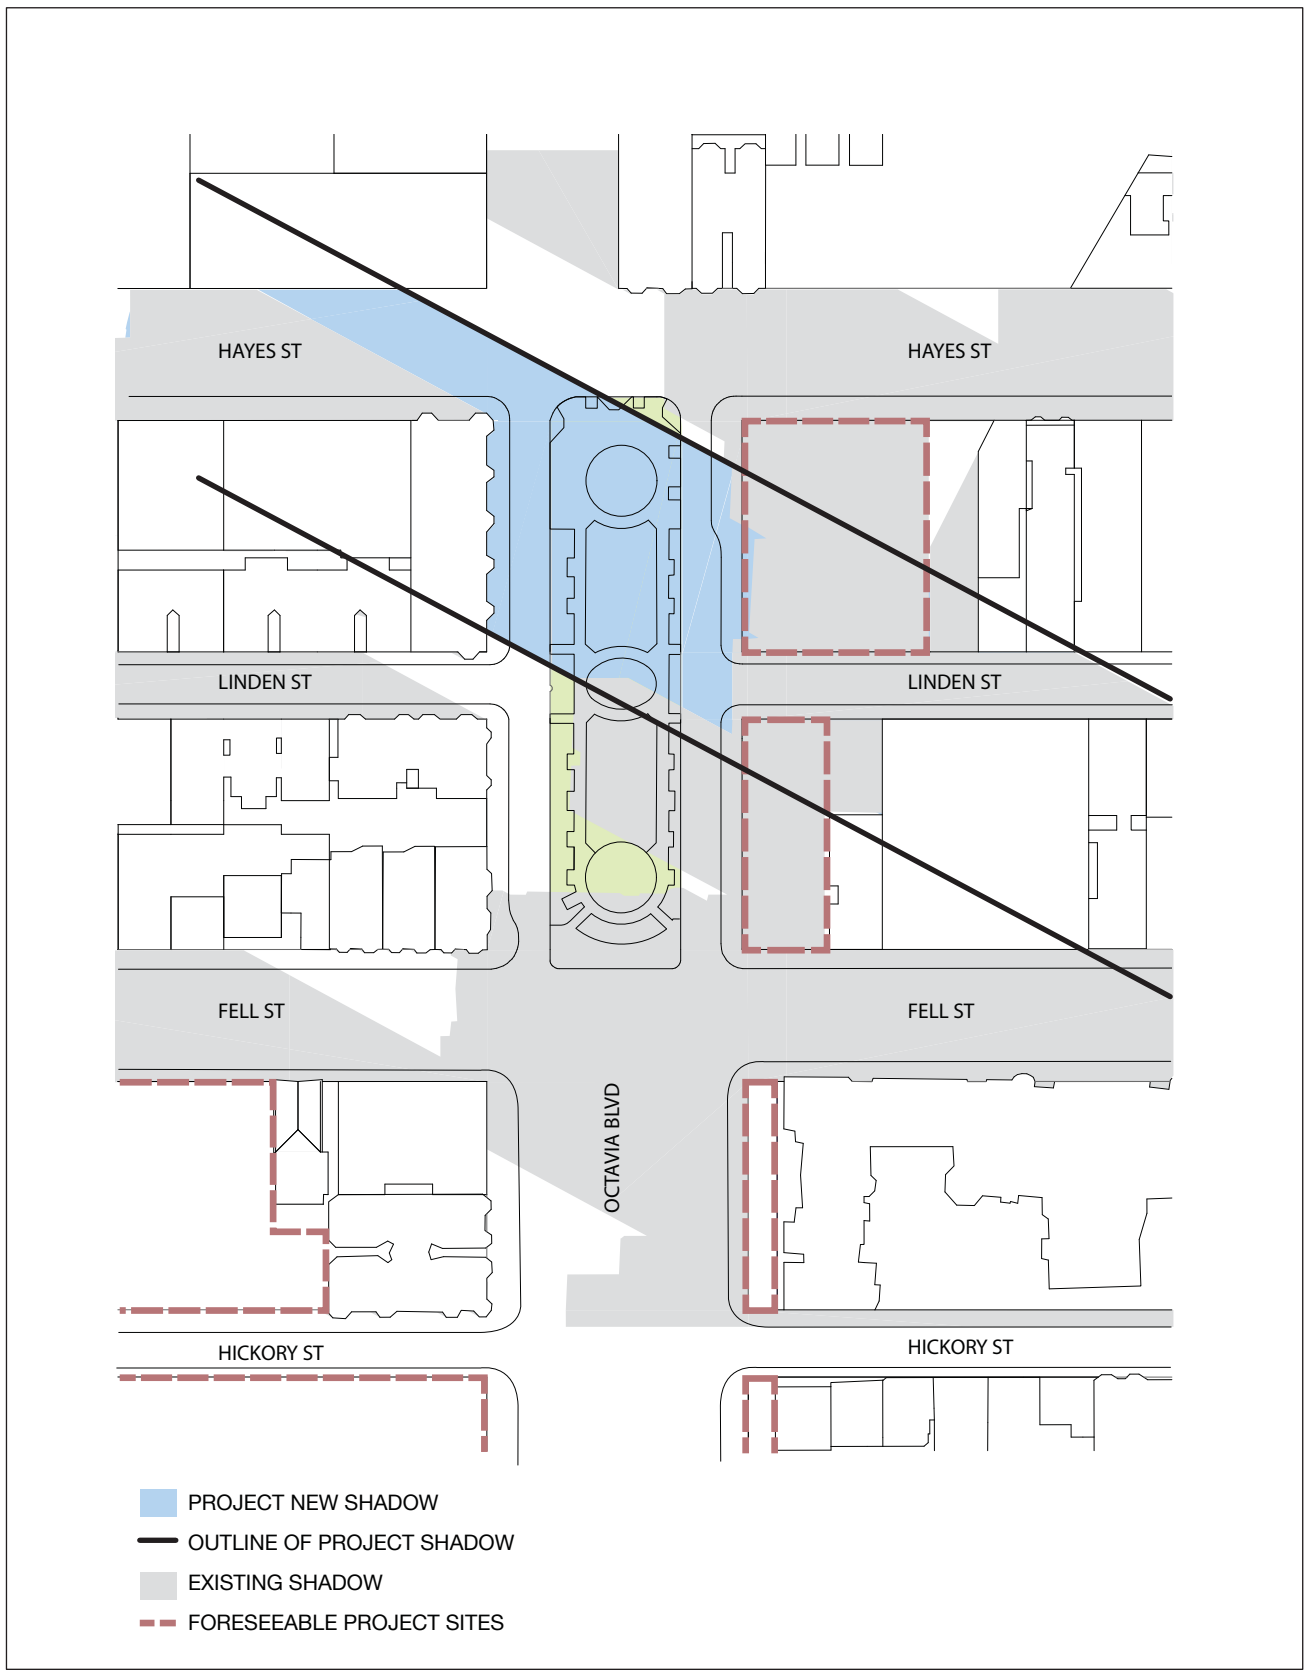 HAYES ST
HAYES ST
LINDEN ST
LINDEN ST
FELL ST
FELL ST
OCTAVIA BLVD
HICKORY ST
HICKORY ST
PROJECT NEW SHADOW
OUTLINE OF PROJECT SHADOW
EXISTING SHADOW
FORESEEABLE PROJECT SITES